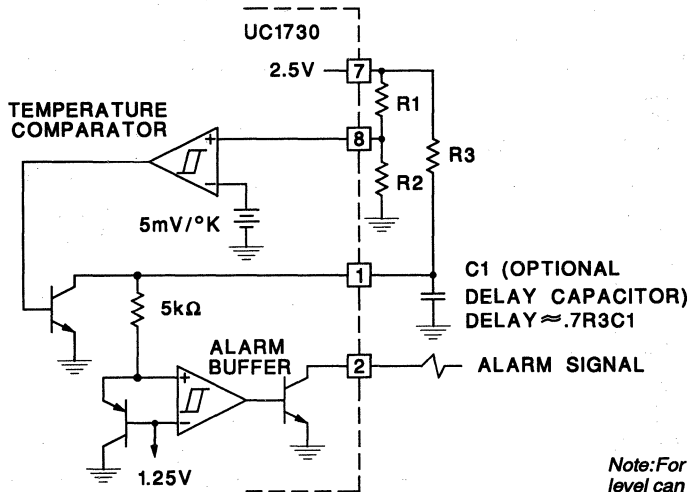 UC1730
2.5V
7
R1
TEMPERATURE
COMPARATOR
+
8
R3
R2
−
5mV/°K
1
C1 (OPTIONAL
DELAY CAPACITOR)
DELAY≈.7R3C1
5kΩ
ALARM
BUFFER
2
ALARM SIGNAL
+
−
1.25V
Note:For
level can